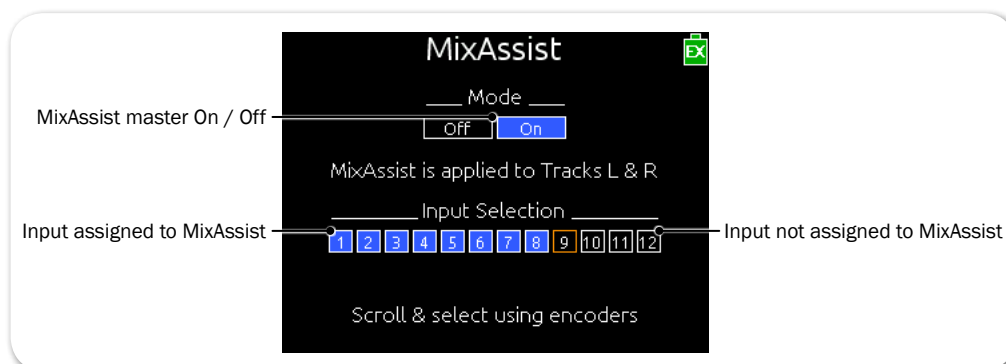 MixAssist
EX
Mode
MixAssist master On / Off
Off On
MixAssist is applied to Tracks L & R
Input Selection
Input assigned to MixAssist
1 2 3 4 5 6 7 8 9 10 11 12
Input not assigned to MixAssist
Scroll & select using encoders